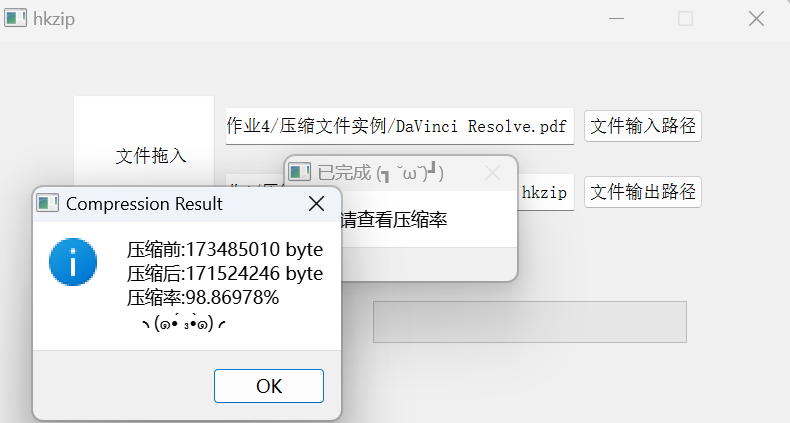 hkzip
作业4/压缩文件实例/DaVinci Resolve.pdf
文件输入路径
文件拖入
已完成 (┓ ˘ω˘)┛)
hkzip
文件输出路径
请查看压缩率
Compression Result
压缩前:173485010 byte
压缩后:171524246 byte
压缩率:98.86978%
ヽ(๑•̀ ₃•́๑)╭
OK